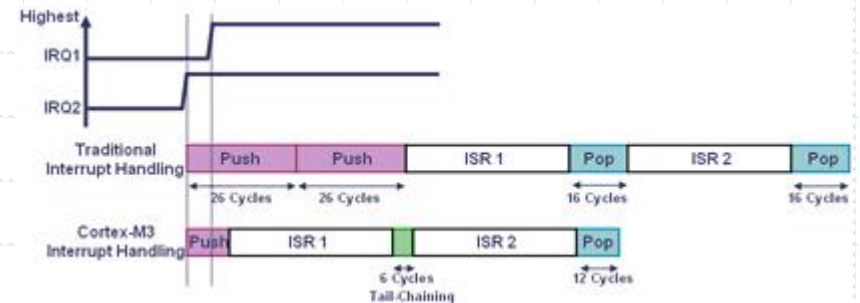 Highest
IRQ1
IRQ2
Traditional
Interrupt Handling
Push Push ISR 1 Pop ISR 2 Pop
26 Cycles 26 Cycles 16 Cycles 16 Cycles
Cortex-M3
Interrupt Handling
Push ISR 1 ISR 2 Pop
6 Cycles 12 Cycles
Tail-Chaining